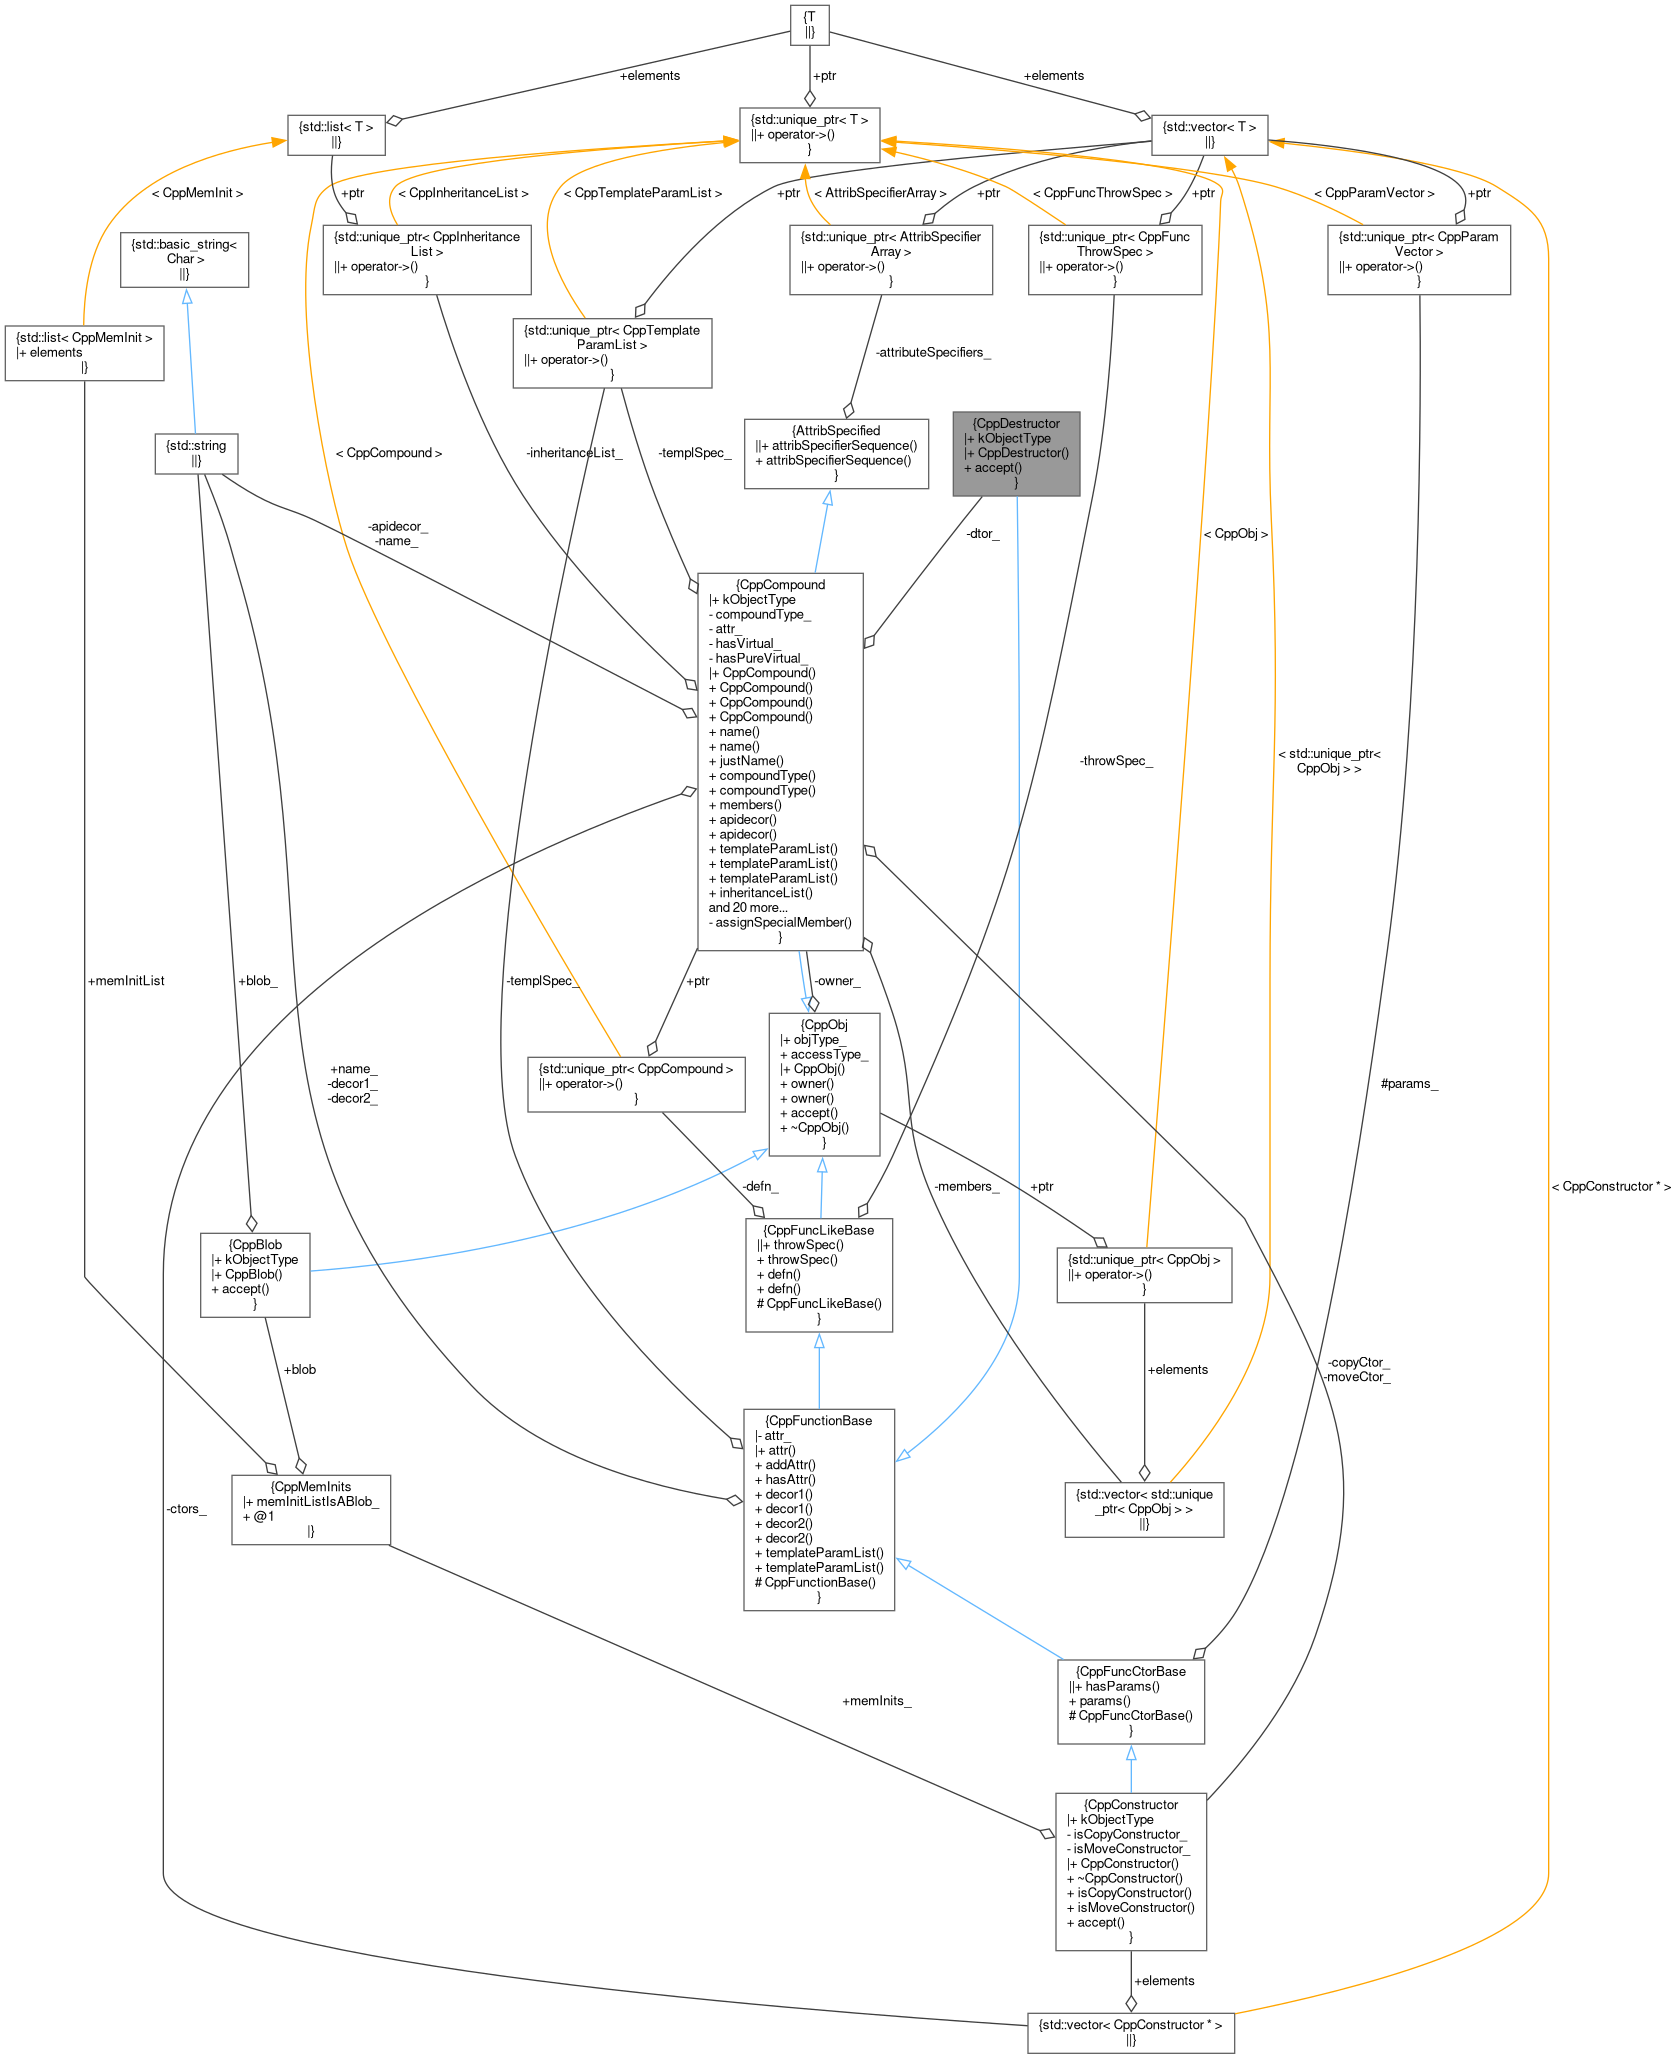 {T
||}
+elements
+ptr
+elements
{std::list< T >
||}
{std::unique_ptr< T >
||+ operator->()
}
{std::vector< T >
||}
< CppMemInit >
+ptr
< CppInheritanceList >
< CppTemplateParamList >
+ptr
< AttribSpecifierArray >
+ptr
< CppFuncThrowSpec >
+ptr
< CppParamVector >
+ptr
{std::basic_string<
Char >
||}
{std::unique_ptr< CppInheritance
List >
||+ operator->()
}
{std::unique_ptr< AttribSpecifier
Array >
||+ operator->()
}
{std::unique_ptr< CppFunc
ThrowSpec >
||+ operator->()
}
{std::unique_ptr< CppParam
Vector >
||+ operator->()
}
{std::list< CppMemInit >
|+ elements
|}
{std::unique_ptr< CppTemplate
ParamList >
||+ operator->()
}
-attributeSpecifiers_
{std::string
||}
< CppCompound >
-inheritanceList_
-templSpec_
{AttribSpecified
||+ attribSpecifierSequence()
+ attribSpecifierSequence()
}
{CppDestructor
|+ kObjectType
|+ CppDestructor()
+ accept()
}
-apidecor_
-name_
-dtor_
< CppObj >
{CppCompound
|+ kObjectType
- compoundType_
- attr_
- hasVirtual_
- hasPureVirtual_
|+ CppCompound()
+ CppCompound()
+ CppCompound()
+ CppCompound()
+ name()
+ name()
+ justName()
+ compoundType()
+ compoundType()
+ members()
+ apidecor()
+ apidecor()
+ templateParamList()
+ templateParamList()
+ templateParamList()
+ inheritanceList()
and 20 more...
- assignSpecialMember()
}
-throwSpec_
< std::unique_ptr<
CppObj > >
+memInitList
+blob_
-templSpec_
+ptr
-owner_
{CppObj
|+ objType_
+ accessType_
|+ CppObj()
+ owner()
+ owner()
+ accept()
+ ~CppObj()
}
{std::unique_ptr< CppCompound >
||+ operator->()
}
+name_
-decor1_
-decor2_
#params_
-defn_
-members_
+ptr
< CppConstructor * >
{CppBlob
|+ kObjectType
|+ CppBlob()
+ accept()
}
{CppFuncLikeBase
||+ throwSpec()
+ throwSpec()
+ defn()
+ defn()
# CppFuncLikeBase()
}
{std::unique_ptr< CppObj >
||+ operator->()
}
+blob
+elements
-copyCtor_
-moveCtor_
{CppFunctionBase
|- attr_
|+ attr()
+ addAttr()
+ hasAttr()
+ decor1()
+ decor1()
+ decor2()
+ decor2()
+ templateParamList()
+ templateParamList()
# CppFunctionBase()
}
-ctors_
{CppMemInits
|+ memInitListIsABlob_
+ @1
|}
{std::vector< std::unique
_ptr< CppObj > >
||}
{CppFuncCtorBase
||+ hasParams()
+ params()
# CppFuncCtorBase()
}
+memInits_
{CppConstructor
|+ kObjectType
- isCopyConstructor_
- isMoveConstructor_
|+ CppConstructor()
+ ~CppConstructor()
+ isCopyConstructor()
+ isMoveConstructor()
+ accept()
}
+elements
{std::vector< CppConstructor * >
||}